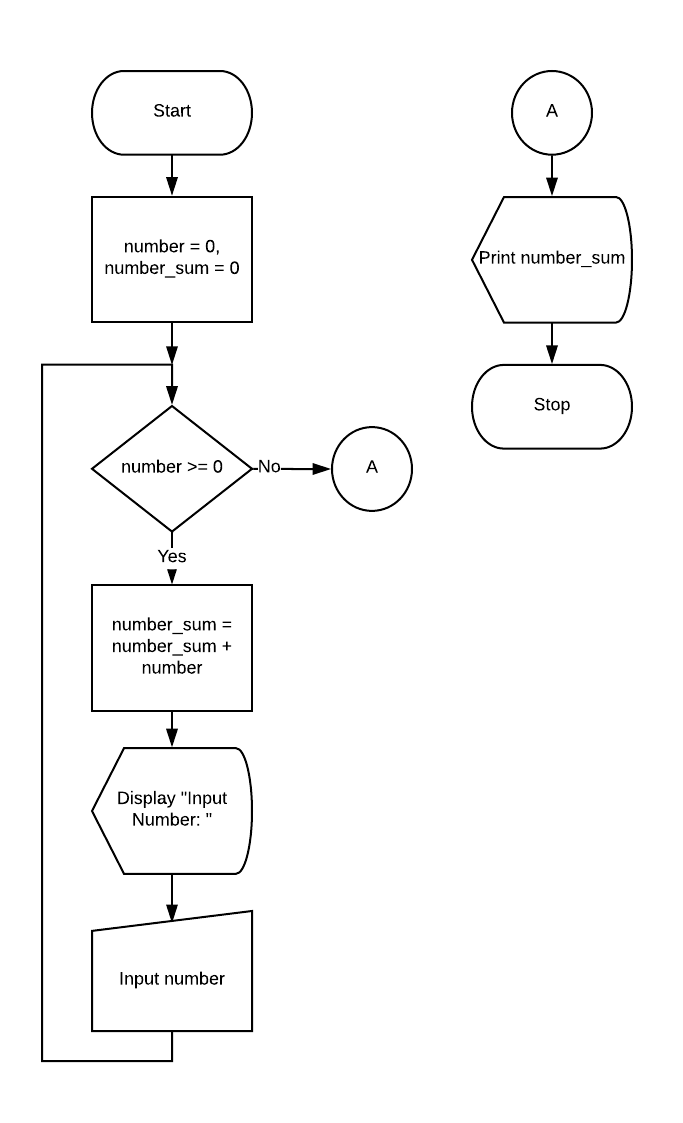 Start
number = 0,
number_sum = 0
number >= 0
No
A
Yes
number_sum =
number_sum +
number
Display "Input
Number: "
Input number
A
Print number_sum
Stop